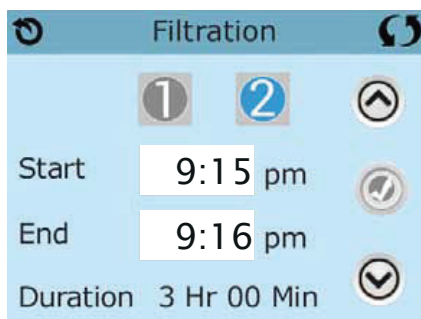 Filtration
1 2
Start 9:15 pm
End 9:16 pm
Duration 3 Hr 00 Min